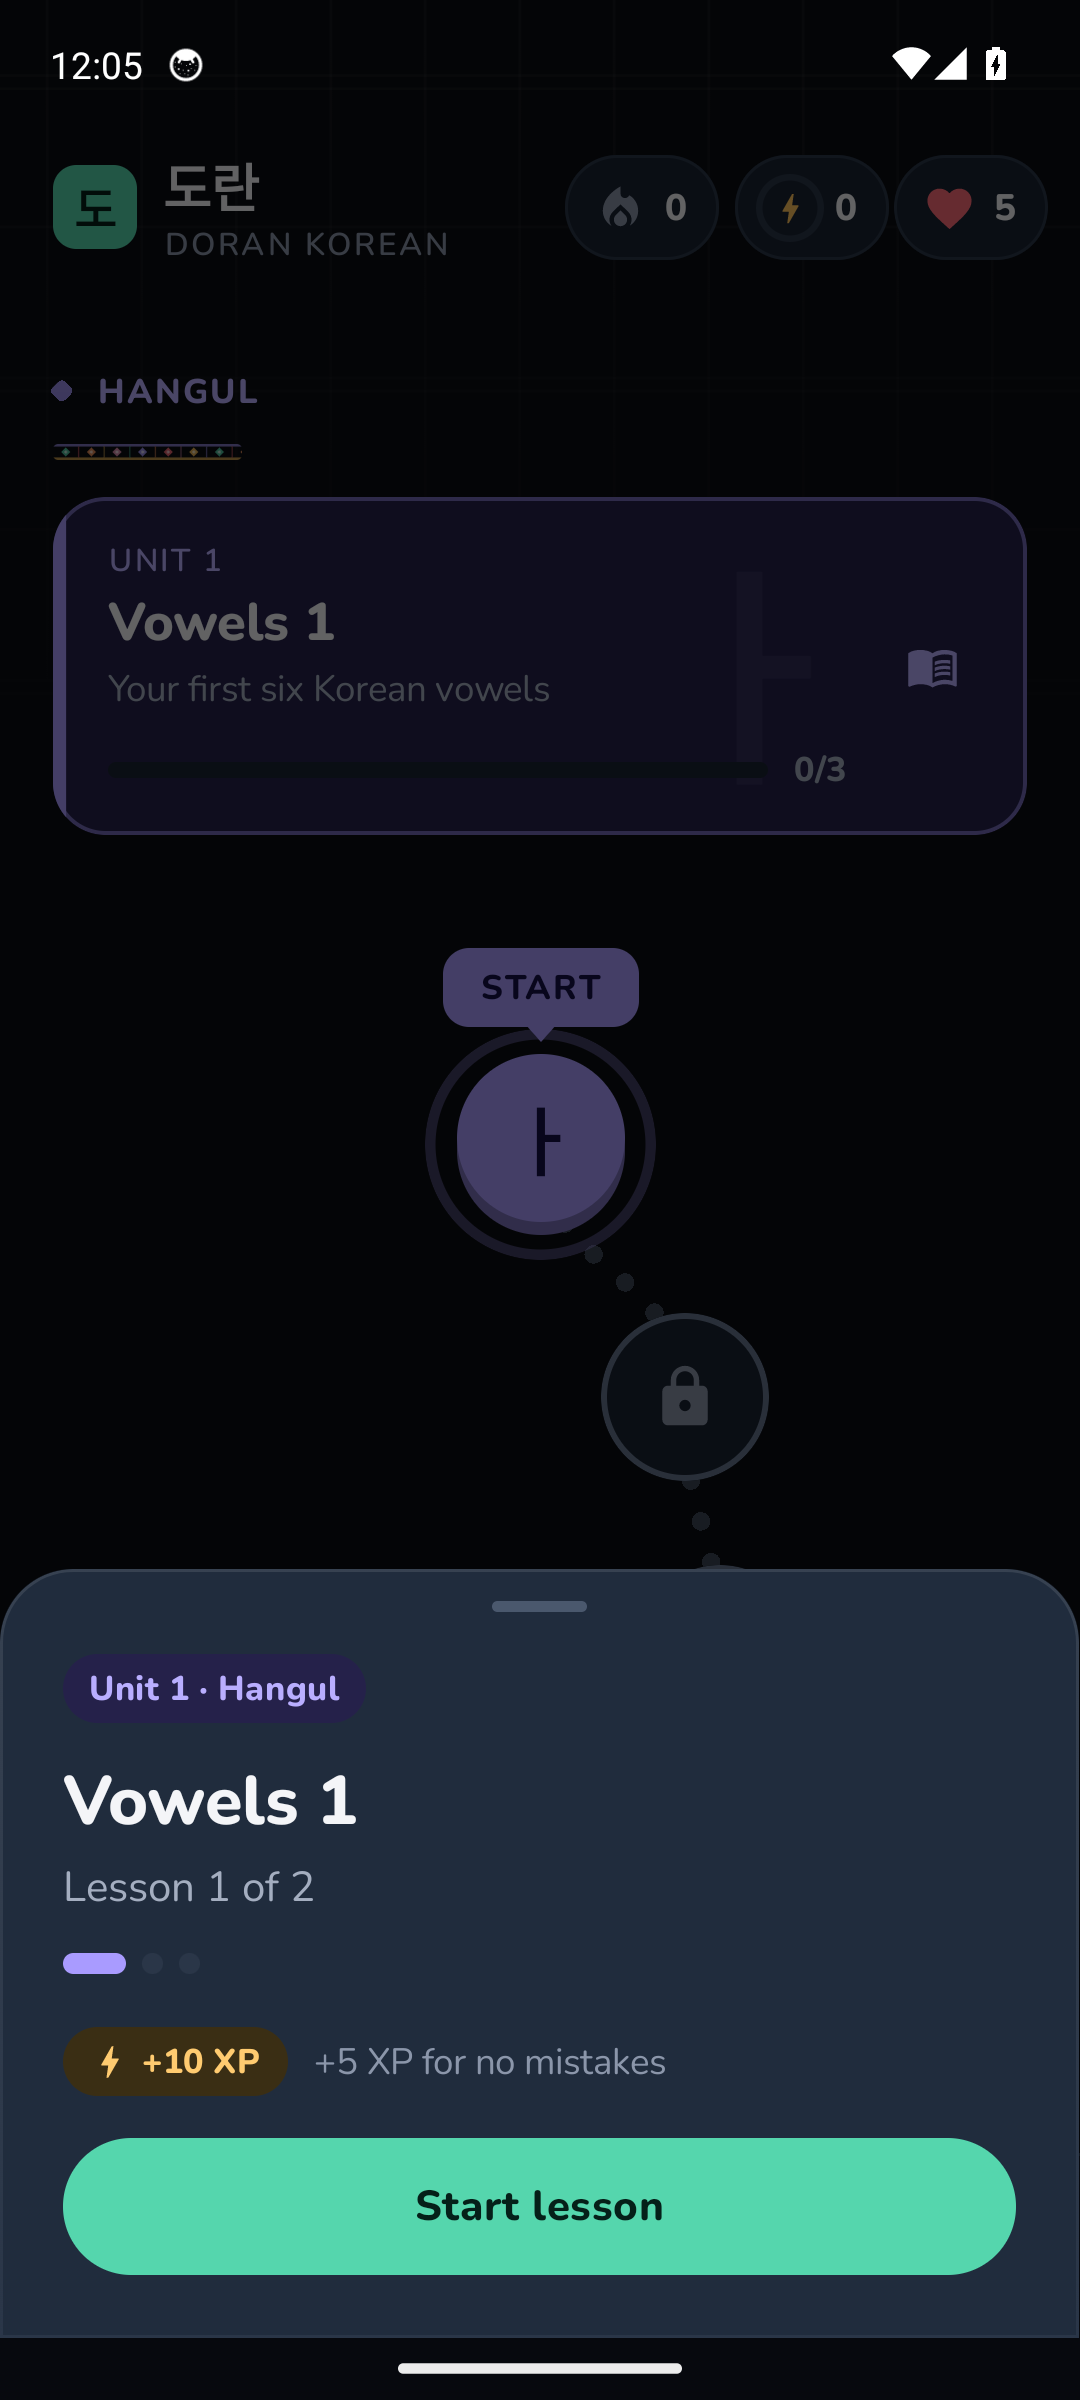 12:05
도
도란
DORAN KOREAN
0
0
5
HANGUL
UNIT 1
Vowels 1
Your first six Korean vowels
ㅏ
0/3
START
ㅏ
Unit 1 · Hangul
Vowels 1
Lesson 1 of 2
+10 XP
+5 XP for no mistakes
Start lesson